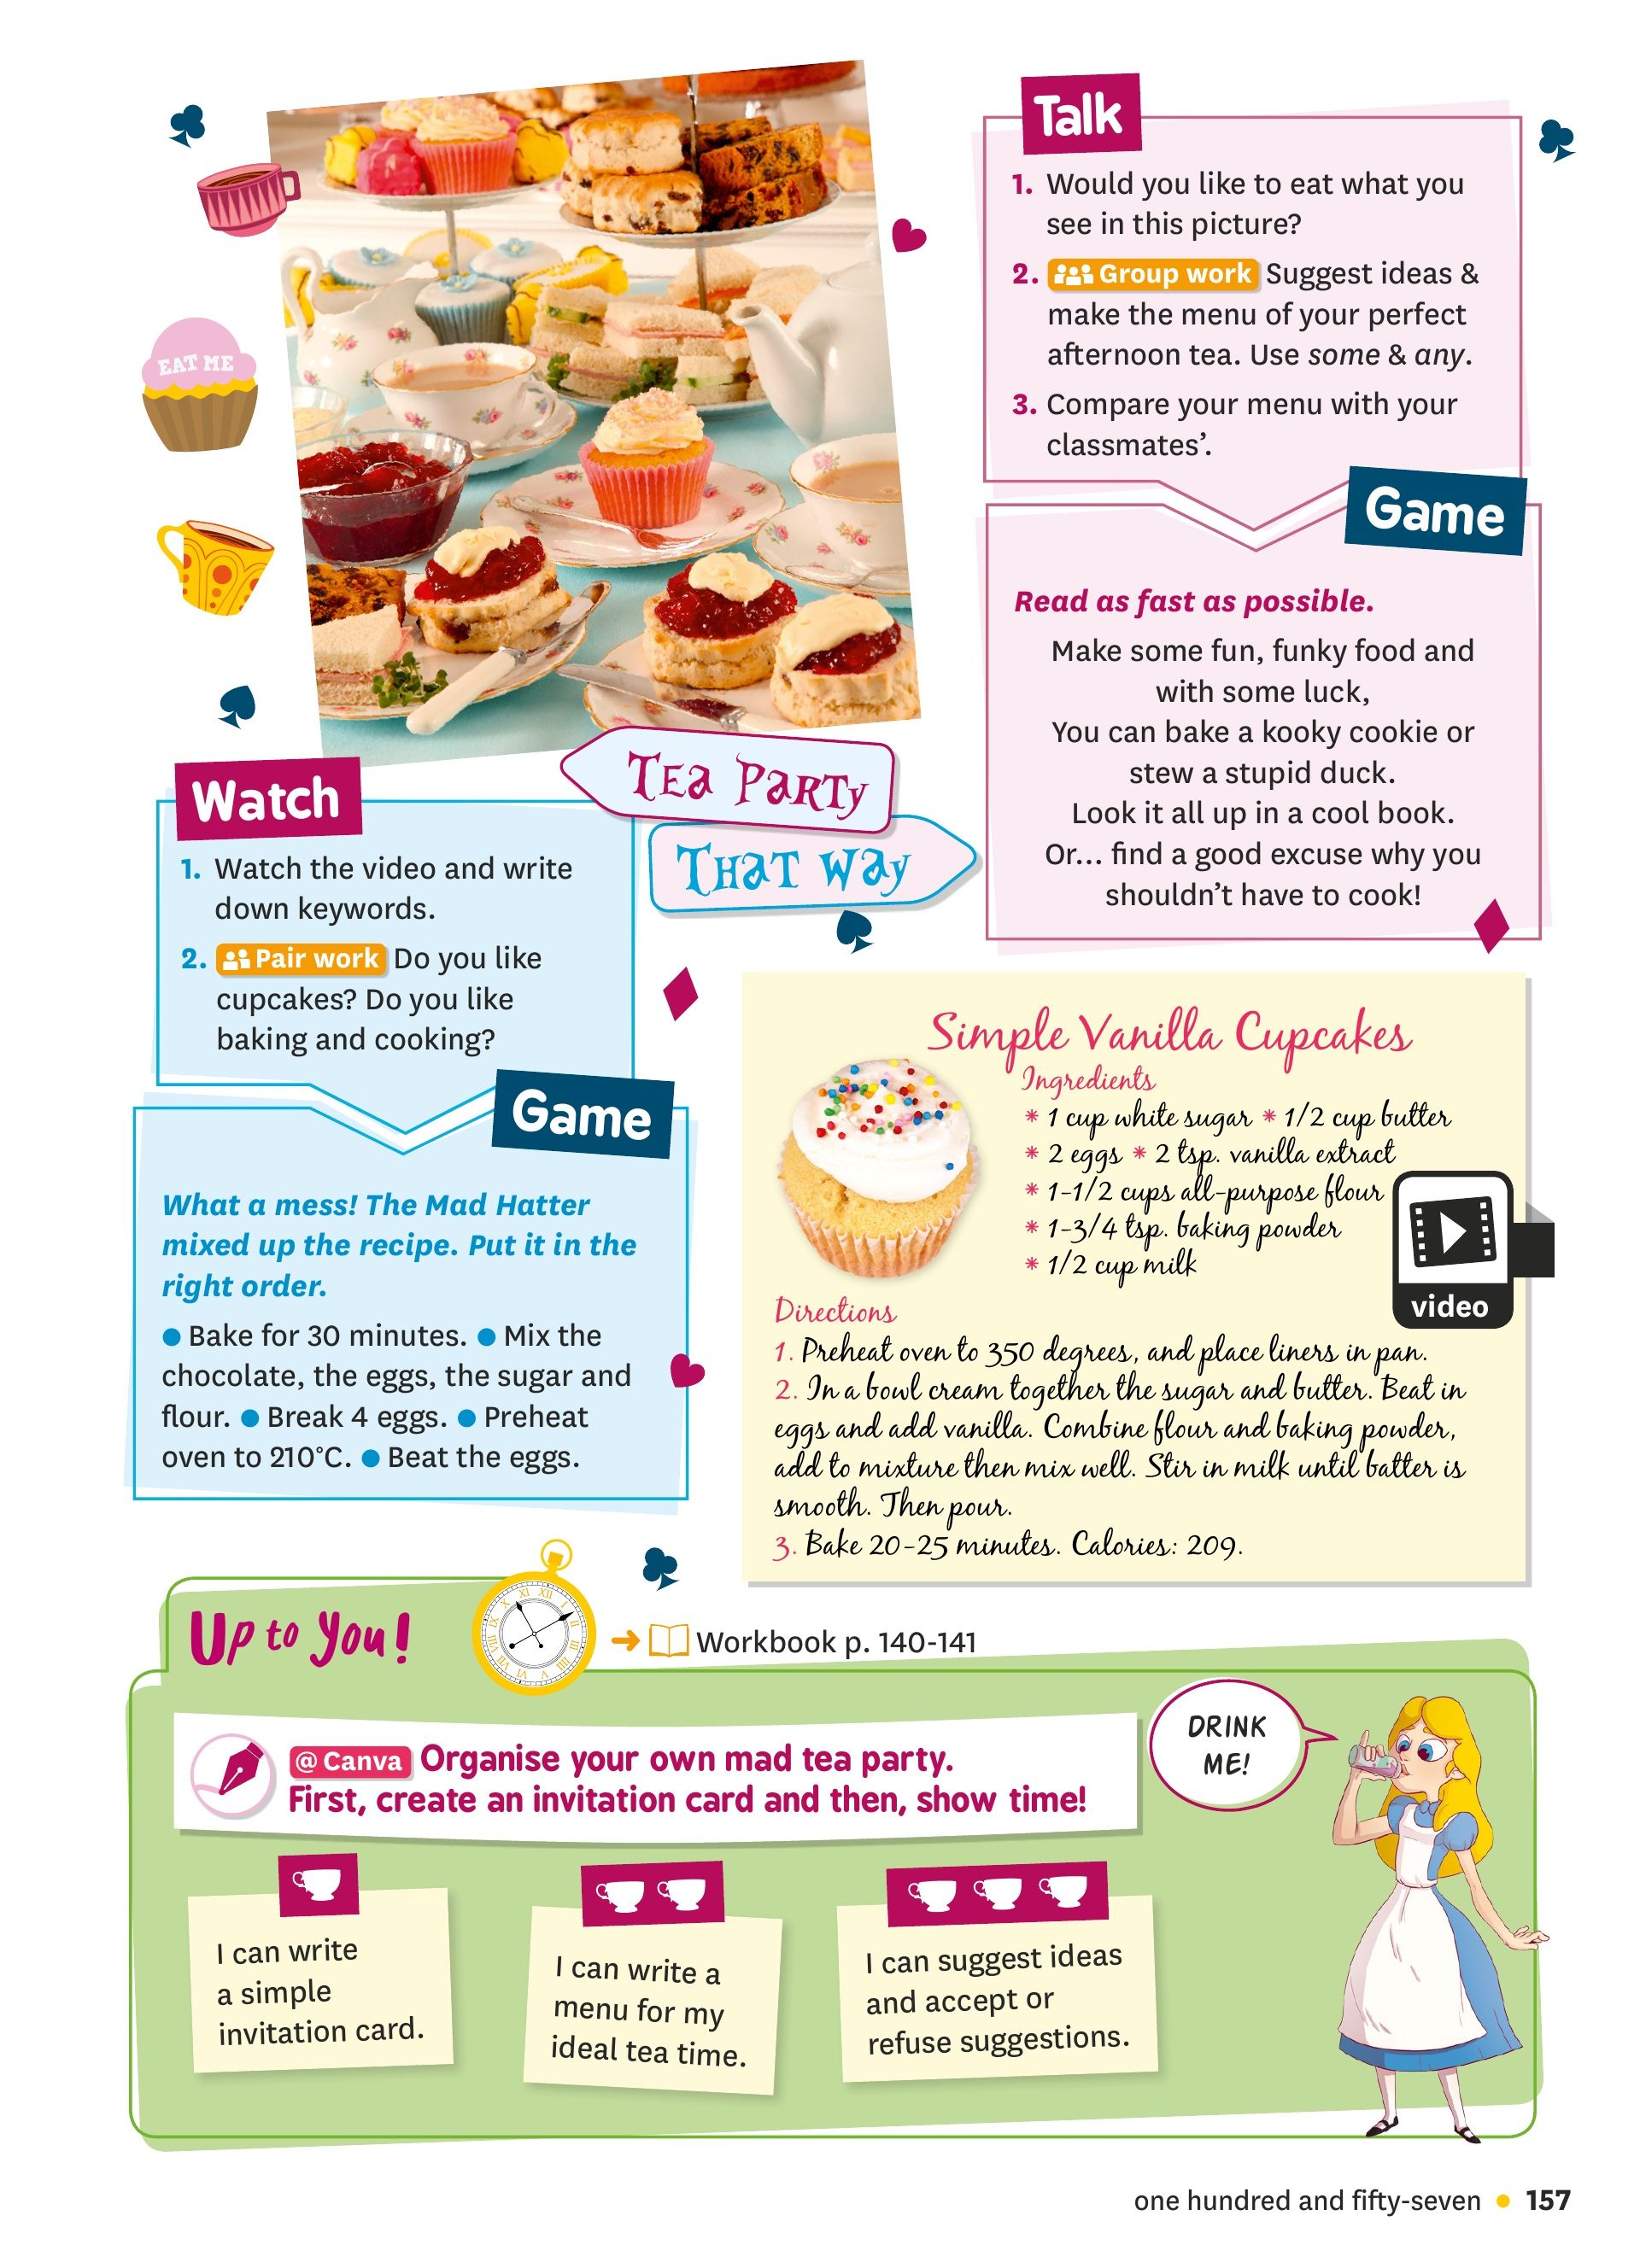 EAT ME
Talk
1. Would you like to eat what you
see in this picture?
2. Group work Suggest ideas &
make the menu of your perfect
afternoon tea. Use some & any.
3. Compare your menu with your
classmates’.
Game
Read as fast as possible.
Make some fun, funky food and
with some luck,
You can bake a kooky cookie or
stew a stupid duck.
Look it all up in a cool book.
Or... find a good excuse why you
shouldn’t have to cook!
TEa PaRTy
THaT Way
Watch
1. Watch the video and write
down keywords.
2. Pair work Do you like
cupcakes? Do you like
baking and cooking?
Game
What a mess! The Mad Hatter
mixed up the recipe. Put it in the
right order.
● Bake for 30 minutes. ● Mix the
chocolate, the eggs, the sugar and
flour. ● Break 4 eggs. ● Preheat
oven to 210°C. ● Beat the eggs.
Simple Vanilla Cupcakes
Ingredients
* 1 cup white sugar * 1/2 cup butter
* 2 eggs * 2 tsp. vanilla extract
* 1-1/2 cups all-purpose flour
* 1-3/4 tsp. baking powder
* 1/2 cup milk
video
Directions
1. Preheat oven to 350 degrees, and place liners in pan.
2. In a bowl cream together the sugar and butter. Beat in
eggs and add vanilla. Combine flour and baking powder,
add to mixture then mix well. Stir in milk until batter is
smooth. Then pour.
3. Bake 20-25 minutes. Calories: 209.
Up to You!
Workbook p. 140-141
@ Canva Organise your own mad tea party.
First, create an invitation card and then, show time!
DRINK
ME!
I can write
a simple
invitation card.
I can write a
menu for my
ideal tea time.
I can suggest ideas
and accept or
refuse suggestions.
one hundred and fifty-seven ● 157